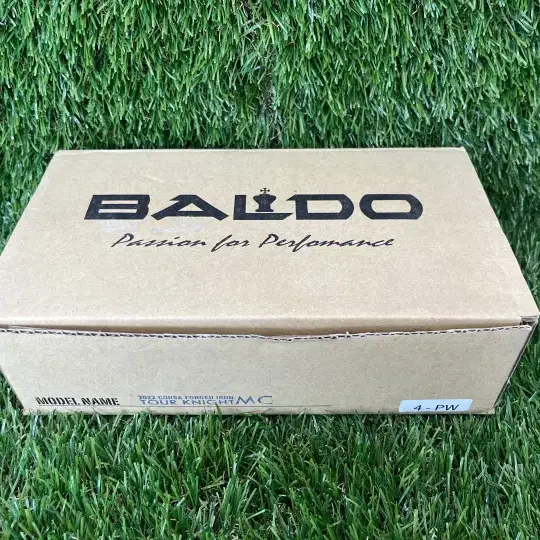 BALDO
Passion for Perfomance
MODEL NAME
2022 CORSA FORGED IRON
TOUR KNIGHT MC
4 - PW